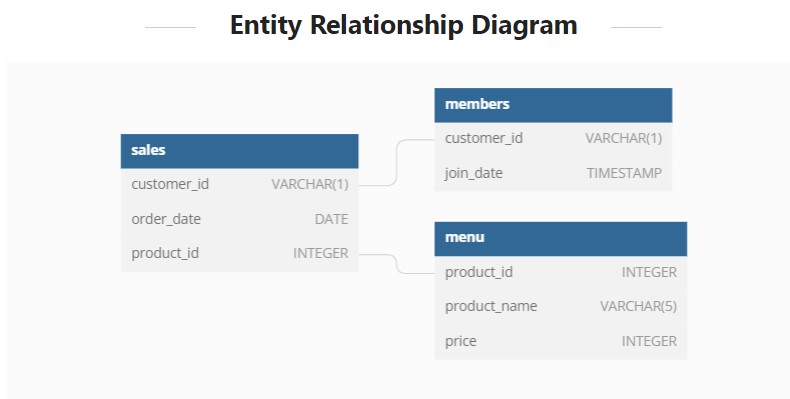 Entity Relationship Diagram
sales
customer_id VARCHAR(1)
order_date DATE
product_id INTEGER
members
customer_id VARCHAR(1)
join_date TIMESTAMP
menu
product_id INTEGER
product_name VARCHAR(5)
price INTEGER